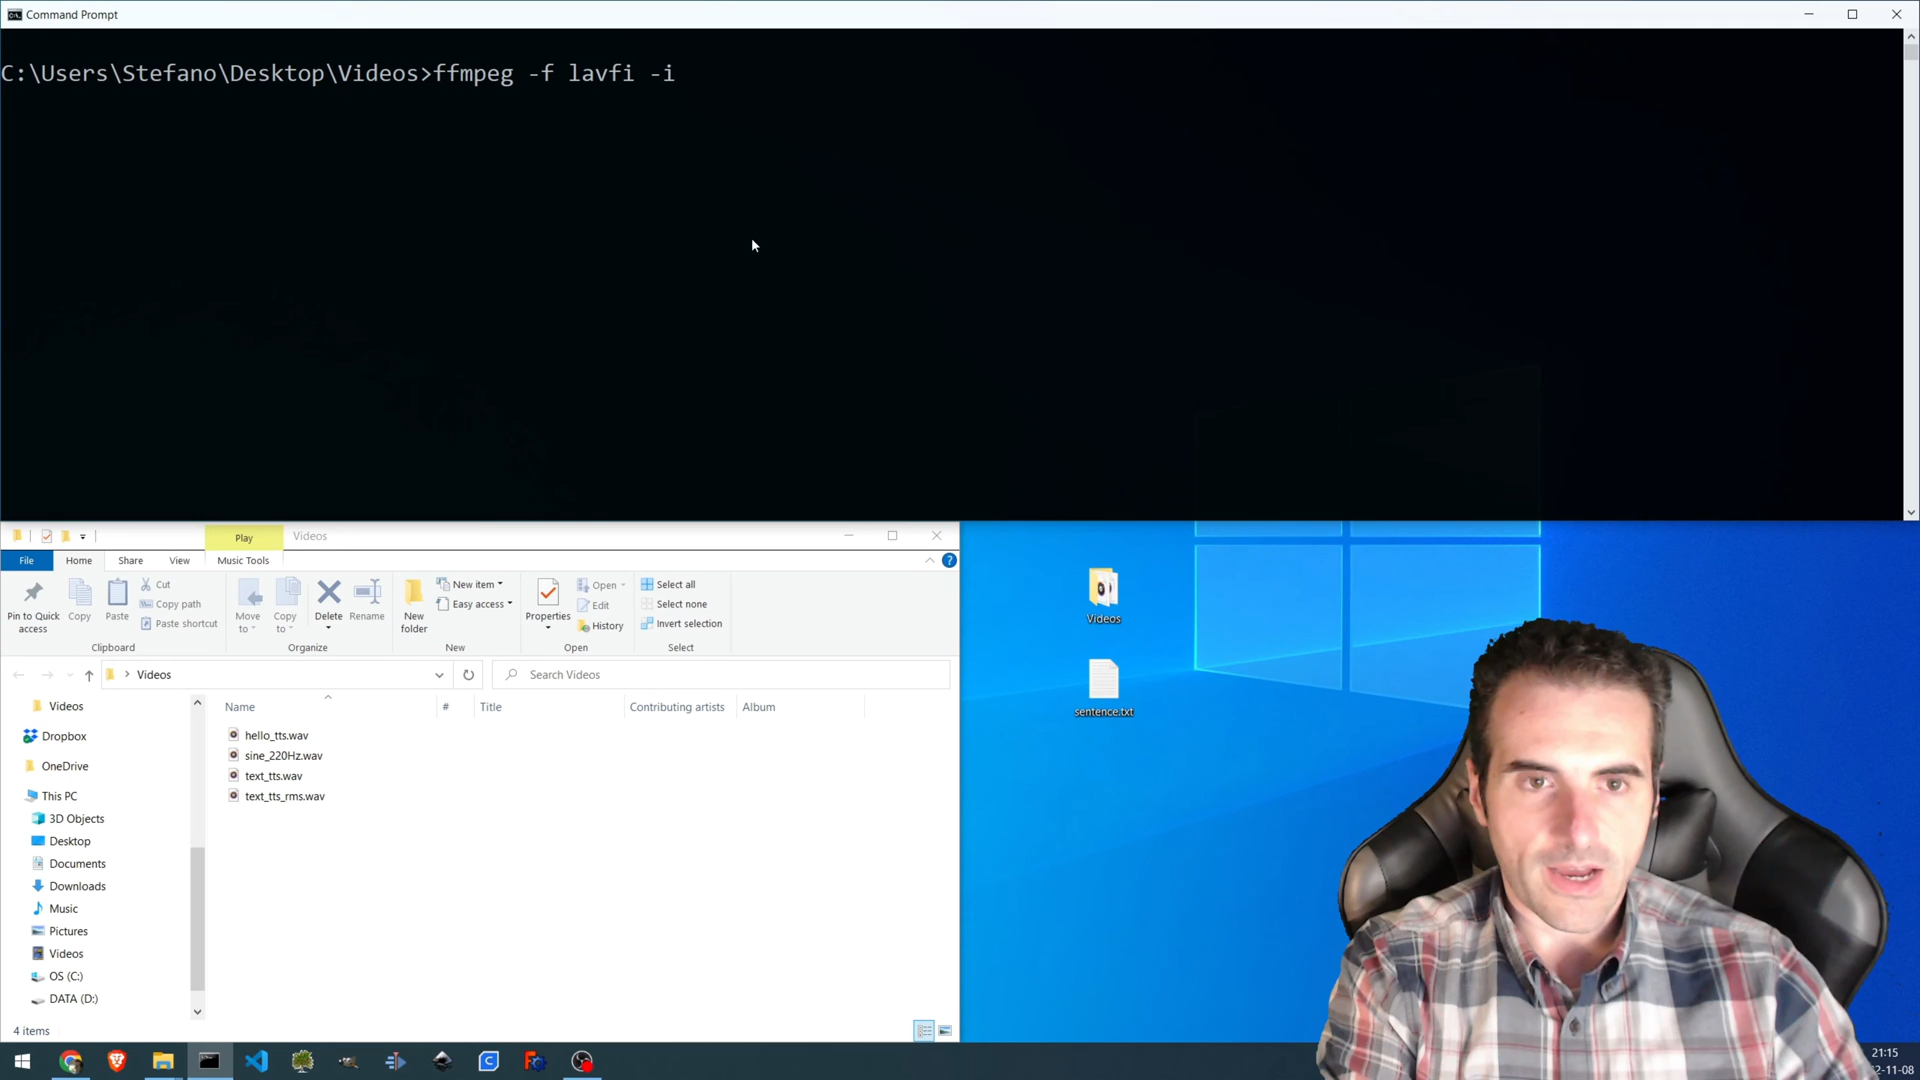 Command Prompt
C:\Users\Stefano\Desktop\Videos>ffmpeg -f lavfi -i
Play
Videos
File
Home
Share
View
Music Tools
Pin to Quick access
Copy
Paste
Cut
Copy path
Paste shortcut
Clipboard
Move to
Copy to
Delete
Rename
Organize
New folder
New item
Easy access
New
Properties
Open
Edit
History
Open
Select all
Select none
Invert selection
Select
Videos
Search Videos
Name
#
Title
Contributing artists
Album
hello_tts.wav
sine_220Hz.wav
text_tts.wav
text_tts_rms.wav
Videos
Dropbox
OneDrive
This PC
3D Objects
Desktop
Documents
Downloads
Music
Pictures
Videos
OS (C:)
DATA (D:)
4 items
Videos
sentence.txt
21:15
2-11-08